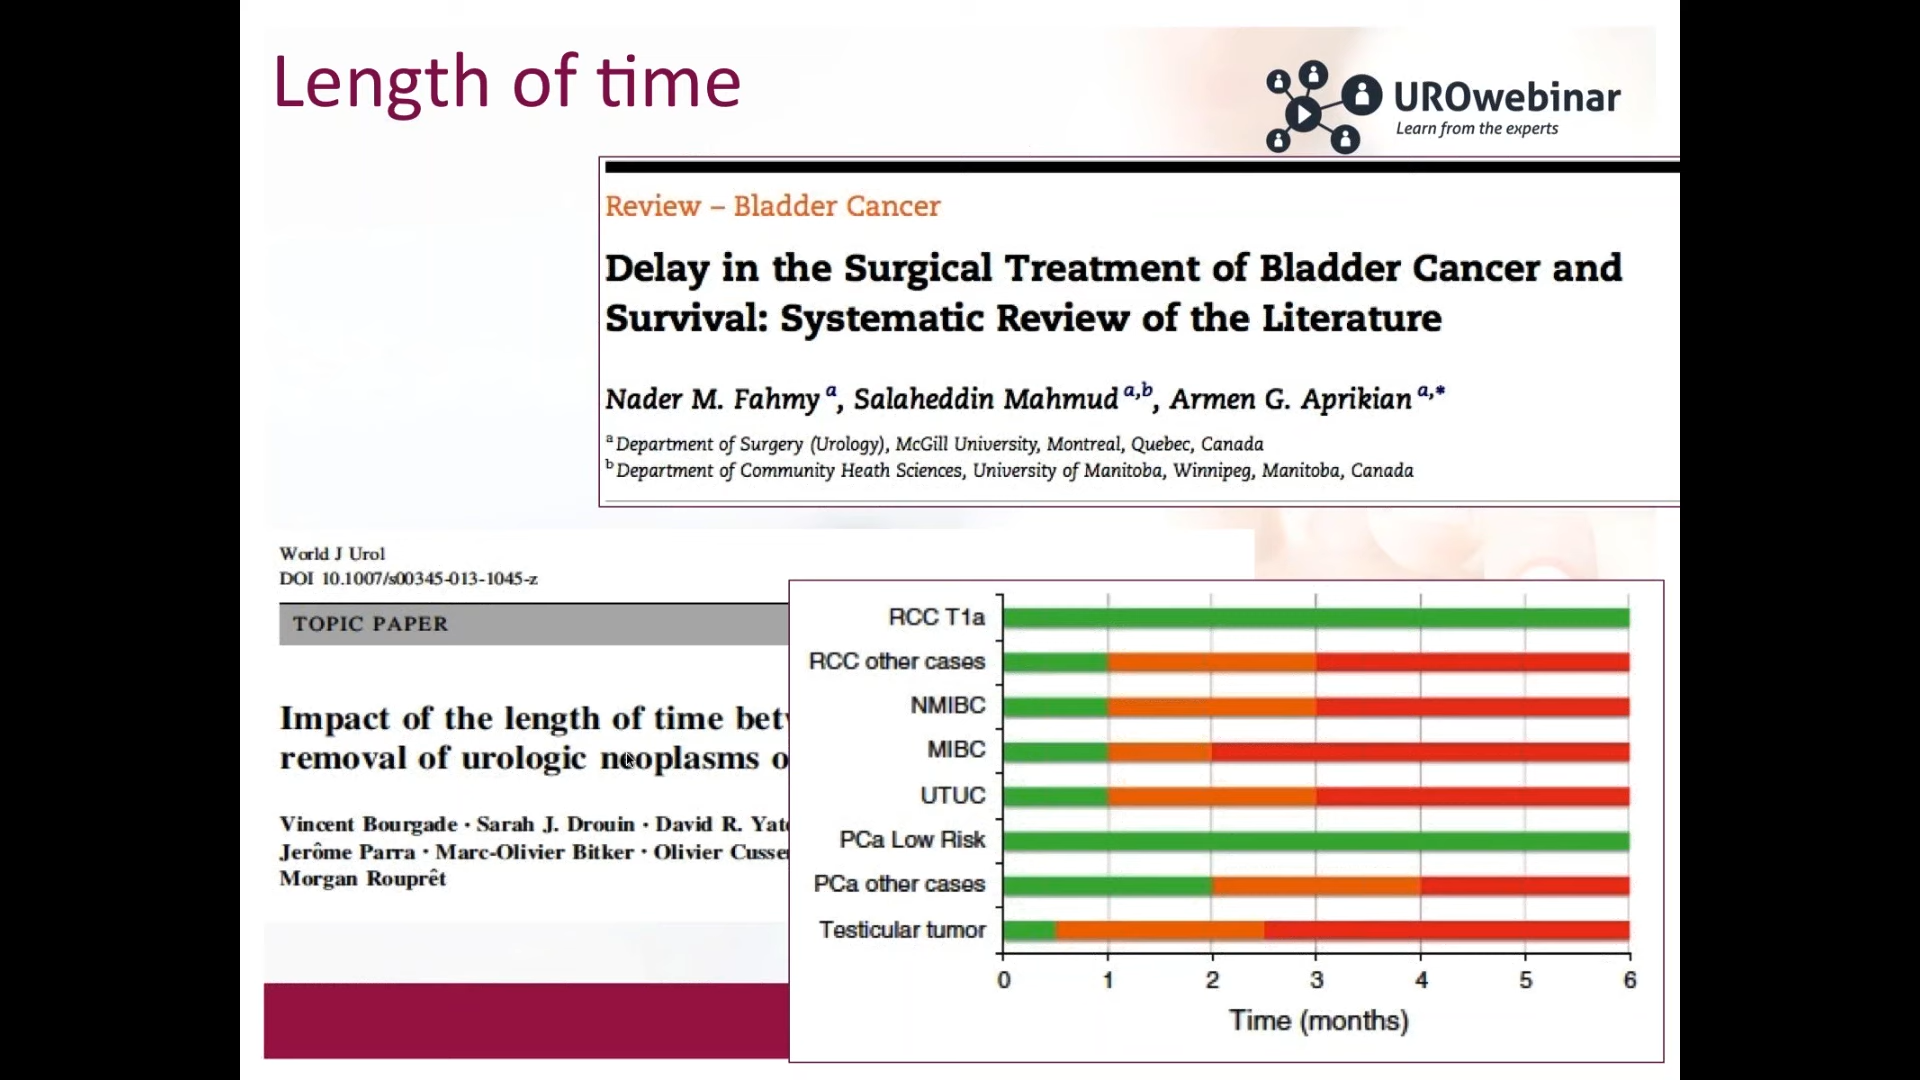 Length of time
UROwebinar
Learn from the experts
Review – Bladder Cancer
Delay in the Surgical Treatment of Bladder Cancer and
Survival: Systematic Review of the Literature
Nader M. Fahmy a, Salaheddin Mahmud a,b, Armen G. Aprikian a,*
a Department of Surgery (Urology), McGill University, Montreal, Quebec, Canada
b Department of Community Heath Sciences, University of Manitoba, Winnipeg, Manitoba, Canada
World J Urol
DOI 10.1007/s00345-013-1045-z
TOPIC PAPER
Impact of the length of time
removal of urologic neoplasms
Vincent Bourgade · Sarah J. Drouin · David R.
Jerôme Parra · Marc-Olivier Bitker · Olivier
Morgan Rouprêt
RCC T1a
RCC other cases
NMIBC
MIBC
UTUC
PCa Low Risk
PCa other cases
Testicular tumor
0 1 2 3 4 5 6
Time (months)